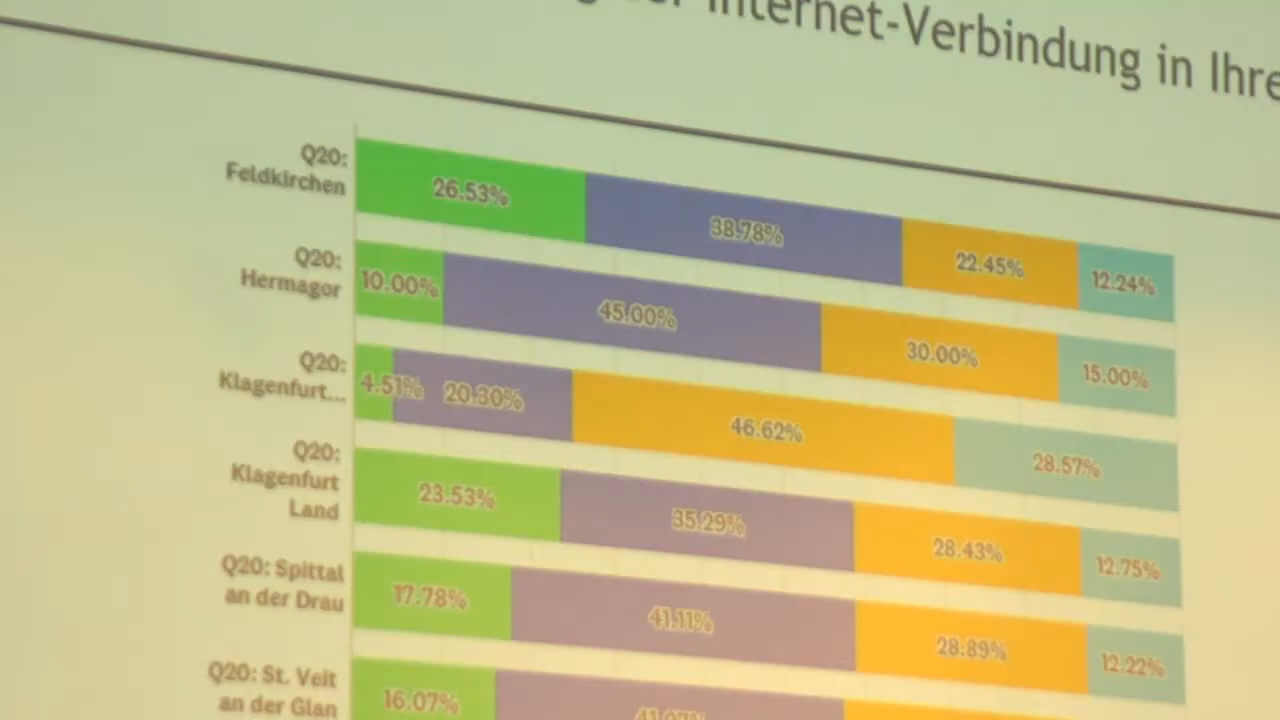 Internet-Verbindung in Ihre
Q20:
Feldkirchen
26.53% 38.78% 22.45% 12.24%
Q20:
Hermagor
10.00% 45.00% 30.00% 15.00%
Q20:
Klagenfurt...
4.51% 20.30% 46.62% 28.57%
Q20:
Klagenfurt
Land
23.53% 35.29% 28.43% 12.75%
Q20: Spittal
an der Drau
17.78% 41.11% 28.89% 12.22%
Q20: St. Veit
an der Glan
16.07%